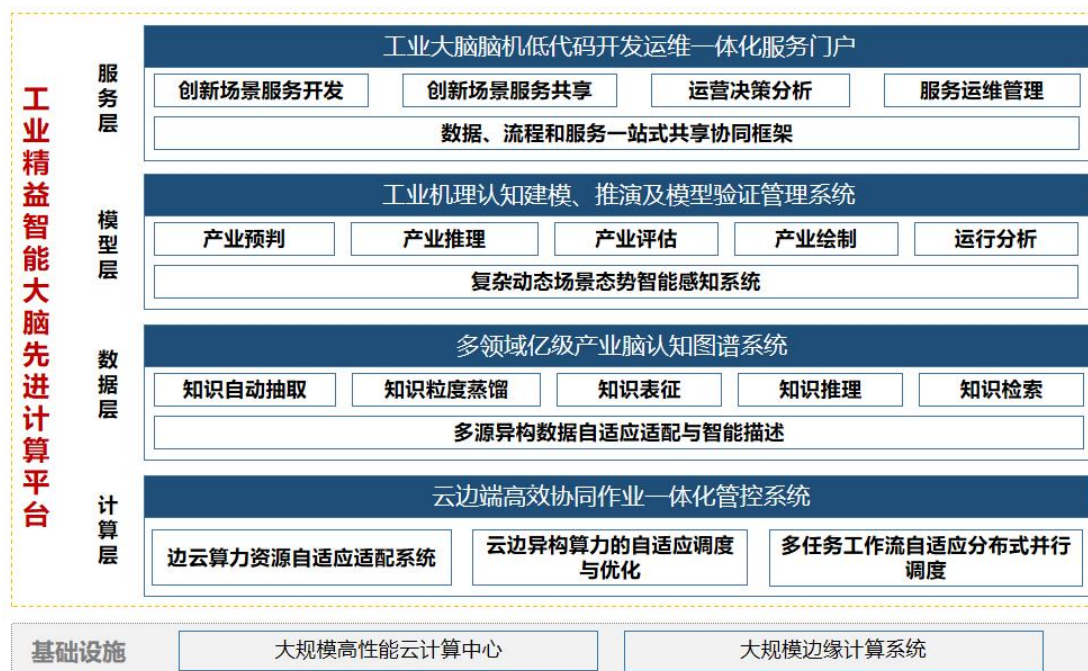 工业精益智能大脑先进计算平台
服务层
工业大脑脑机低代码开发运维一体化服务门户
创新场景服务开发
创新场景服务共享
运营决策分析
服务运维管理
数据、流程和服务一站式共享协同框架
模型层
工业机理认知建模、推演及模型验证管理系统
产业预判
产业推理
产业评估
产业绘制
运行分析
复杂动态场景态势智能感知系统
数据层
多领域亿级产业脑认知图谱系统
知识自动抽取
知识粒度蒸馏
知识表征
知识推理
知识检索
多源异构数据自适应适配与智能描述
计算层
云边端高效协同作业一体化管控系统
边云算力资源自适应适配系统
云边异构算力的自适应调度
与优化
多任务工作流自适应分布式并行
调度
基础设施
大规模高性能云计算中心
大规模边缘计算系统